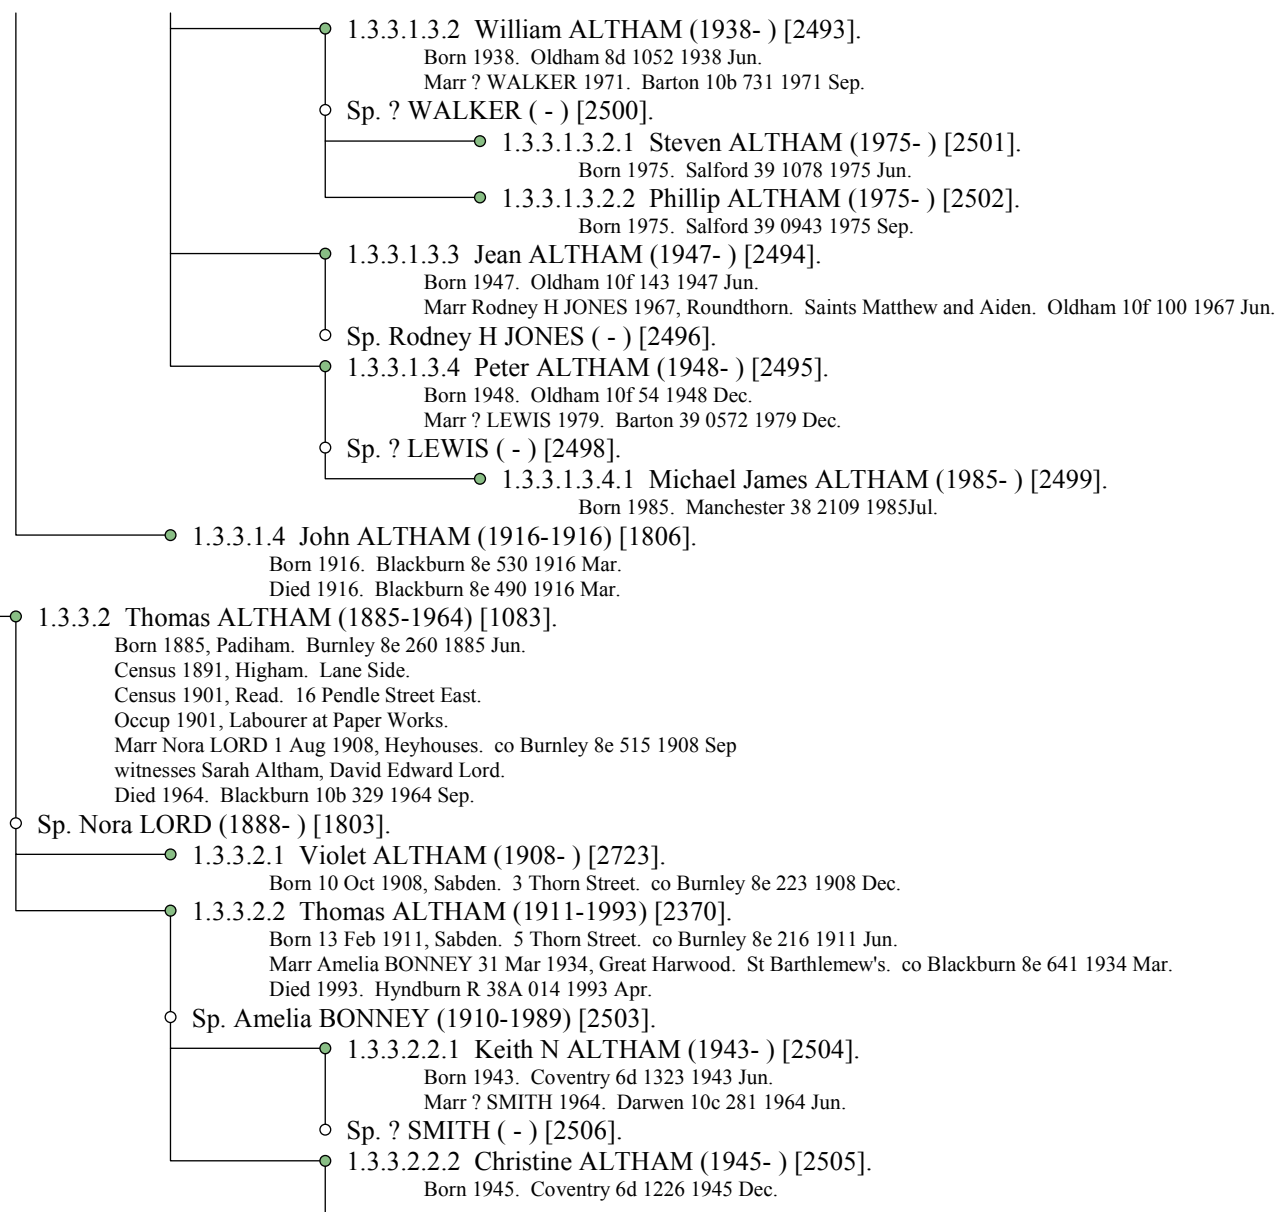 1.3.3.1.3.2 William ALTHAM (1938- ) [2493].
Born 1938. Oldham 8d 1052 1938 Jun.
Marr ? WALKER 1971. Barton 10b 731 1971 Sep.
Sp. ? WALKER ( - ) [2500].
1.3.3.1.3.2.1 Steven ALTHAM (1975- ) [2501].
Born 1975. Salford 39 1078 1975 Jun.
1.3.3.1.3.2.2 Phillip ALTHAM (1975- ) [2502].
Born 1975. Salford 39 0943 1975 Sep.
1.3.3.1.3.3 Jean ALTHAM (1947- ) [2494].
Born 1947. Oldham 10f 143 1947 Jun.
Marr Rodney H JONES 1967, Roundthorn. Saints Matthew and Aiden. Oldham 10f 100 1967 Jun.
Sp. Rodney H JONES ( - ) [2496].
1.3.3.1.3.4 Peter ALTHAM (1948- ) [2495].
Born 1948. Oldham 10f 54 1948 Dec.
Marr ? LEWIS 1979. Barton 39 0572 1979 Dec.
Sp. ? LEWIS ( - ) [2498].
1.3.3.1.3.4.1 Michael James ALTHAM (1985- ) [2499].
Born 1985. Manchester 38 2109 1985Jul.
1.3.3.1.4 John ALTHAM (1916-1916) [1806].
Born 1916. Blackburn 8e 530 1916 Mar.
Died 1916. Blackburn 8e 490 1916 Mar.
1.3.3.2 Thomas ALTHAM (1885-1964) [1083].
Born 1885, Padiham. Burnley 8e 260 1885 Jun.
Census 1891, Higham. Lane Side.
Census 1901, Read. 16 Pendle Street East.
Occup 1901, Labourer at Paper Works.
Marr Nora LORD 1 Aug 1908, Heyhouses. co Burnley 8e 515 1908 Sep
witnesses Sarah Altham, David Edward Lord.
Died 1964. Blackburn 10b 329 1964 Sep.
Sp. Nora LORD (1888- ) [1803].
1.3.3.2.1 Violet ALTHAM (1908- ) [2723].
Born 10 Oct 1908, Sabden. 3 Thorn Street. co Burnley 8e 223 1908 Dec.
1.3.3.2.2 Thomas ALTHAM (1911-1993) [2370].
Born 13 Feb 1911, Sabden. 5 Thorn Street. co Burnley 8e 216 1911 Jun.
Marr Amelia BONNEY 31 Mar 1934, Great Harwood. St Barthlemew's. co Blackburn 8e 641 1934 Mar.
Died 1993. Hyndburn R 38A 014 1993 Apr.
Sp. Amelia BONNEY (1910-1989) [2503].
1.3.3.2.2.1 Keith N ALTHAM (1943- ) [2504].
Born 1943. Coventry 6d 1323 1943 Jun.
Marr ? SMITH 1964. Darwen 10c 281 1964 Jun.
Sp. ? SMITH ( - ) [2506].
1.3.3.2.2.2 Christine ALTHAM (1945- ) [2505].
Born 1945. Coventry 6d 1226 1945 Dec.